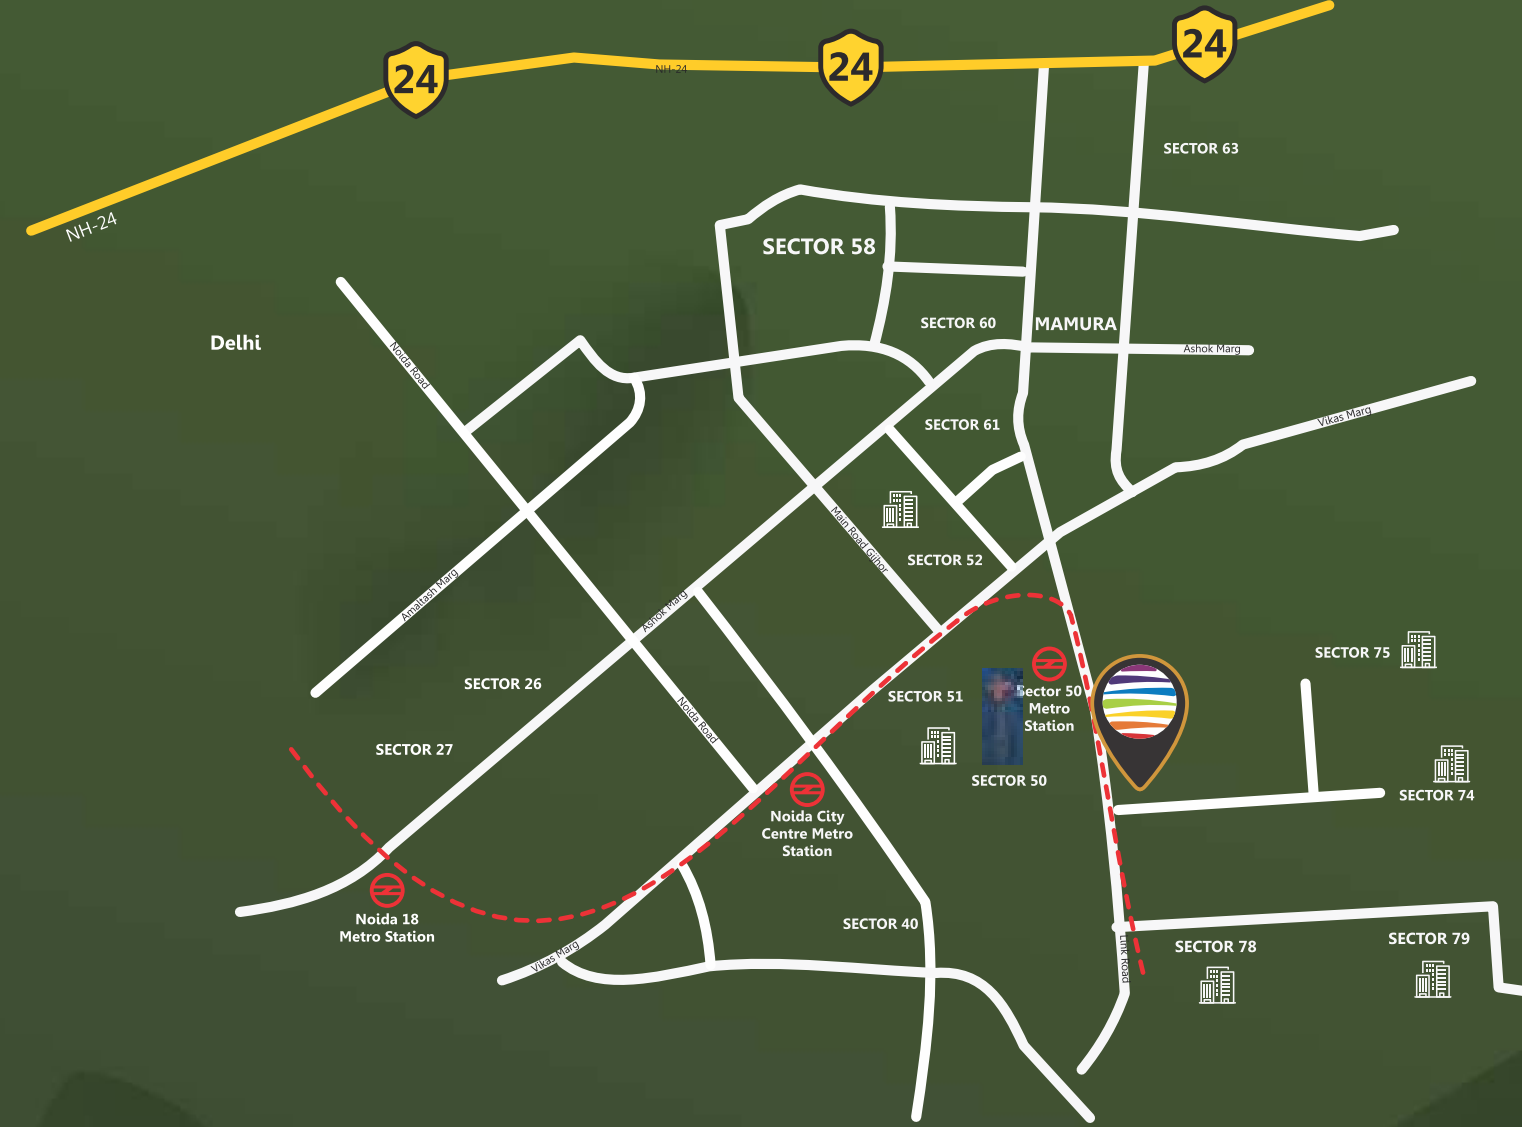 24
24
24
NH-24
NH-24
SECTOR 63
SECTOR 58
SECTOR 60
MAMURA
Ashok Marg
Delhi
Noida Road
SECTOR 61
Vikas Marg
Main Road Gijhor
SECTOR 52
Amaltash Marg
Ashok Marg
SECTOR 75
SECTOR 26
SECTOR 51
Sector 50
Metro
Station
Noida Road
SECTOR 27
SECTOR 50
SECTOR 74
Noida City
Centre Metro
Station
Noida 18
Metro Station
SECTOR 40
Vikas Marg
Link Road
SECTOR 78
SECTOR 79